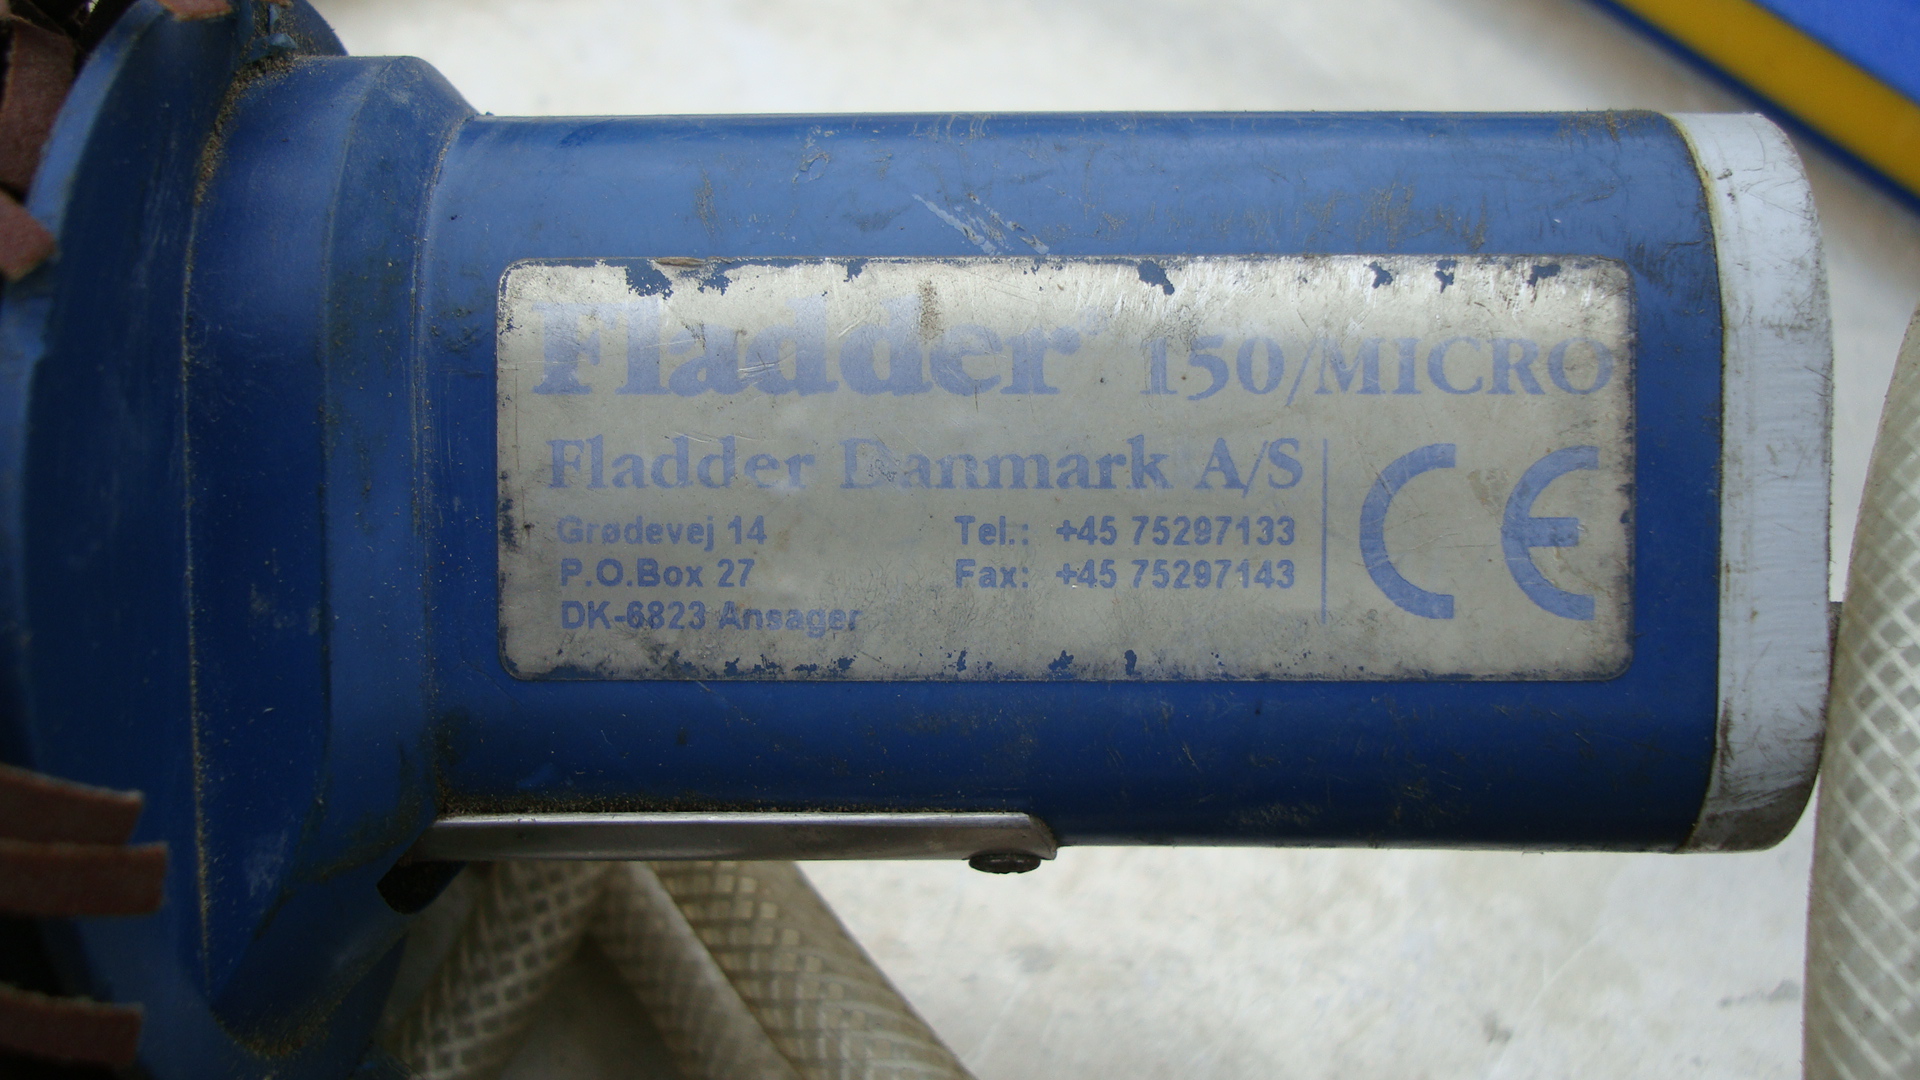 Fladder 150/MICRO
Fladder Danmark A/S
Grødevej 14
P.O.Box 27
DK-6823 Ansager
Tel.: +45 75297133
Fax: +45 75297143
CE